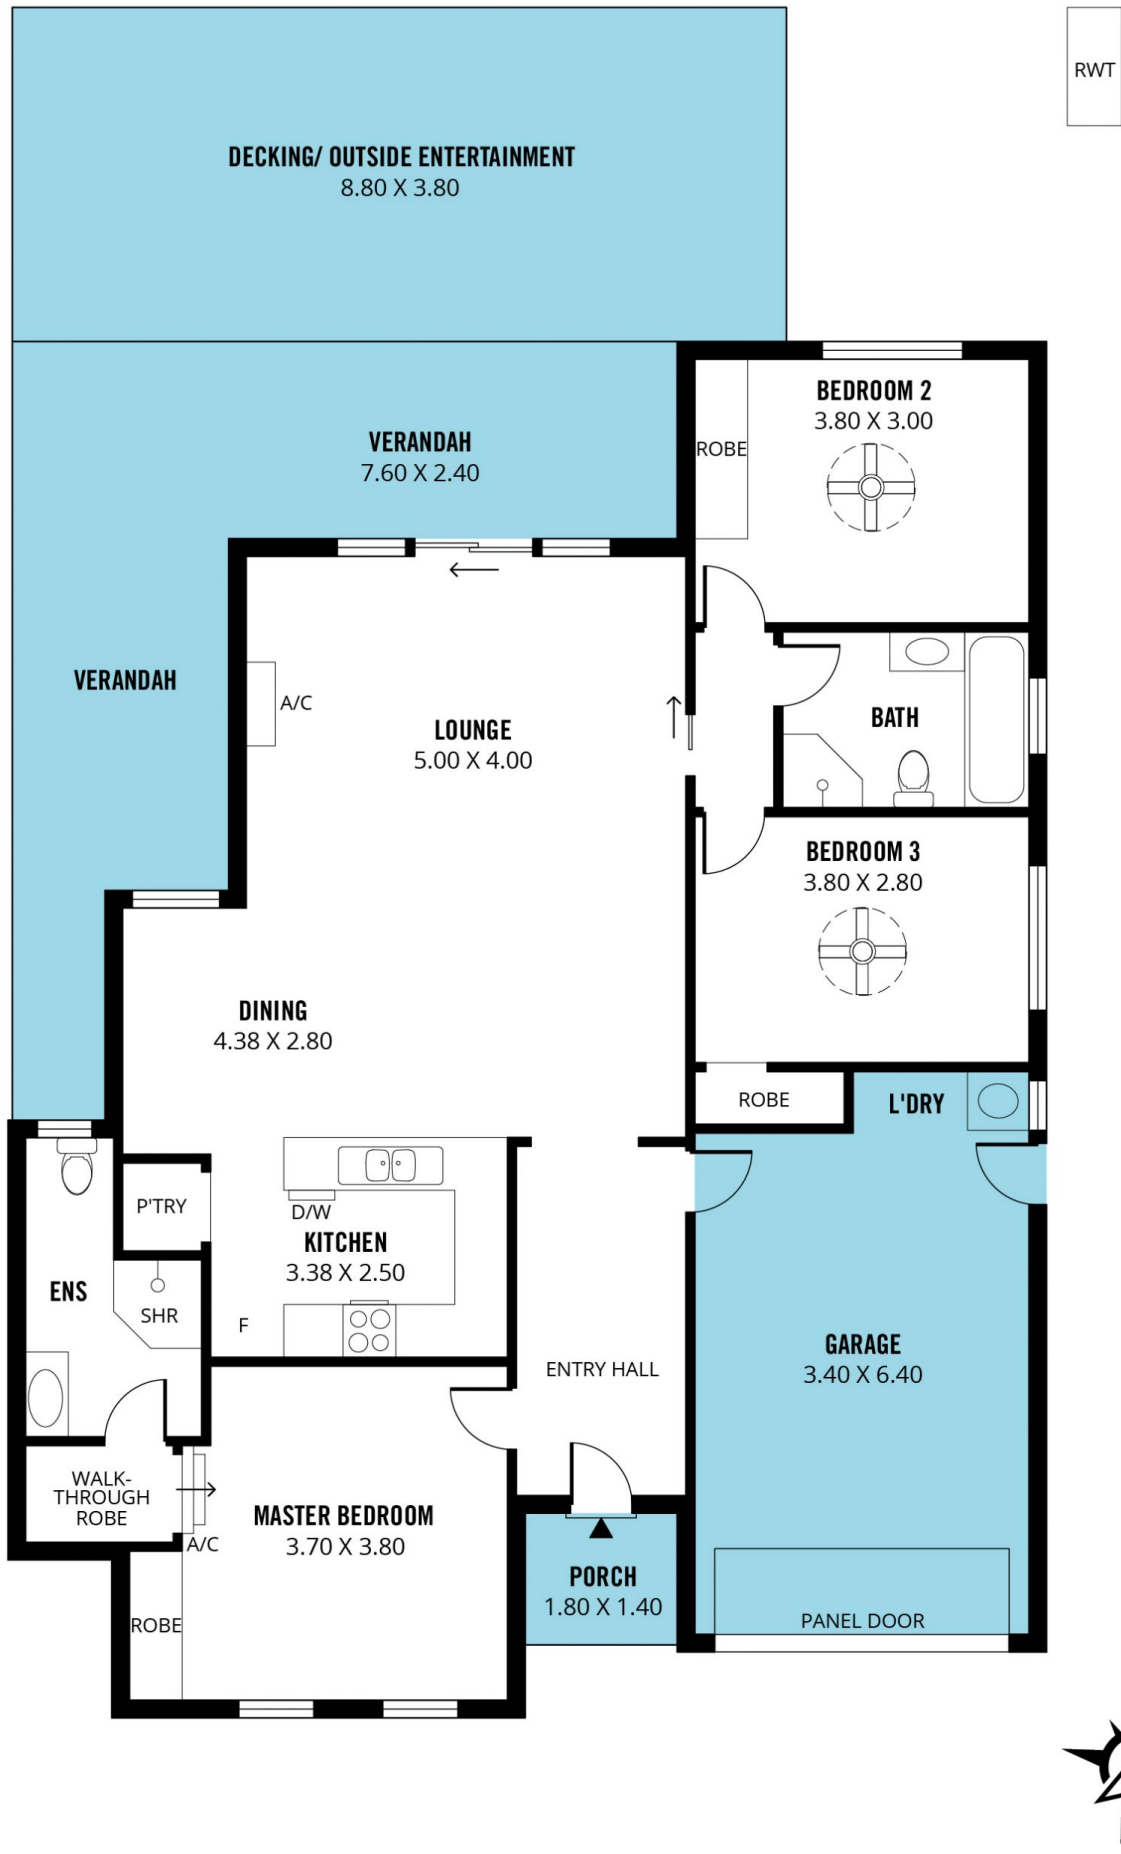 RWT
DECKING/ OUTSIDE ENTERTAINMENT
8.80 X 3.80
BEDROOM 2
3.80 X 3.00
ROBE
VERANDAH
7.60 X 2.40
VERANDAH
A/C
LOUNGE
5.00 X 4.00
BATH
BEDROOM 3
3.80 X 2.80
DINING
4.38 X 2.80
ROBE
L'DRY
P'TRY
D/W
KITCHEN
3.38 X 2.50
ENS
SHR
F
ENTRY HALL
GARAGE
3.40 X 6.40
WALK-
THROUGH
ROBE
A/C
MASTER BEDROOM
3.70 X 3.80
ROBE
PORCH
1.80 X 1.40
PANEL DOOR